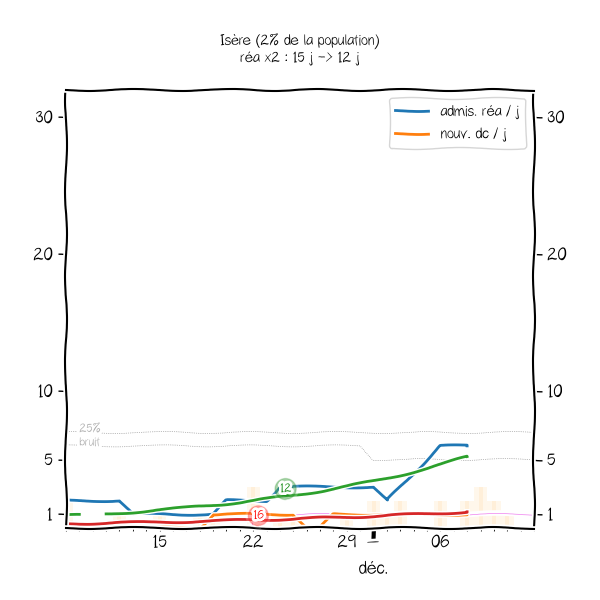 Isère (2% de la population)
réa x2 : 15 j -> 12 j
admis. réa / j
nouv. dc / j
30
30
20
20
10
10
25%
bruit
5
5
12
16
1
1
15
22
29
06
déc.